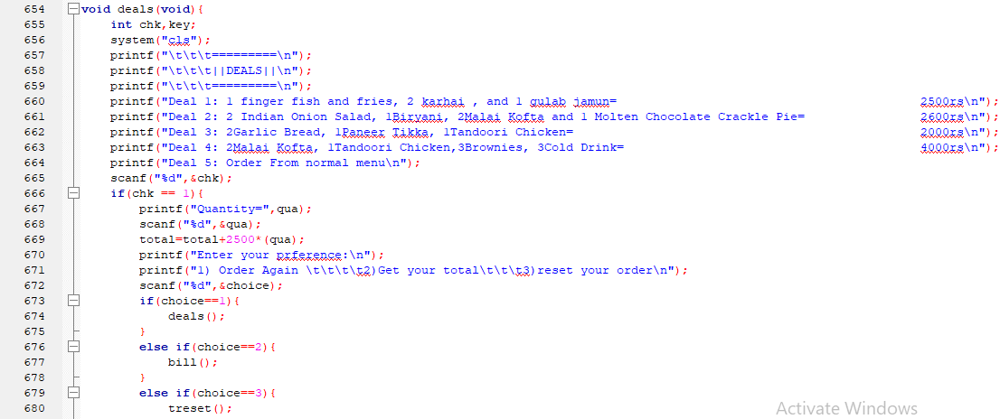 654 void deals(void){
655 int chk,key;
656 system("cls");
657 printf("\t\t\t=========\n");
658 printf("\t\t\t||DEALS||\n");
659 printf("\t\t\t=========\n");
660 printf("Deal 1: 1 finger fish and fries, 2 karhai , and 1 gulab jamun= 2500rs\n");
661 printf("Deal 2: 2 Indian Onion Salad, 1Biryani, 2Malai Kofta and 1 Molten Chocolate Crackle Pie= 2600rs\n");
662 printf("Deal 3: 2Garlic Bread, 1Paneer Tikka, 1Tandoori Chicken= 2000rs\n");
663 printf("Deal 4: 2Malai Kofta, 1Tandoori Chicken,3Brownies, 3Cold Drink= 4000rs\n");
664 printf("Deal 5: Order From normal menu\n");
665 scanf("%d",&chk);
666 if(chk == 1){
667 printf("Quantity=",qua);
668 scanf("%d",&qua);
669 total=total+2500*(qua);
670 printf("Enter your prference:\n");
671 printf("1) Order Again \t\t\t\t2)Get your total\t\t\t3)reset your order\n");
672 scanf("%d",&choice);
673 if(choice==1){
674 deals();
675 }
676 else if(choice==2){
677 bill();
678 }
679 else if(choice==3){
680 treset();
Activate Windows